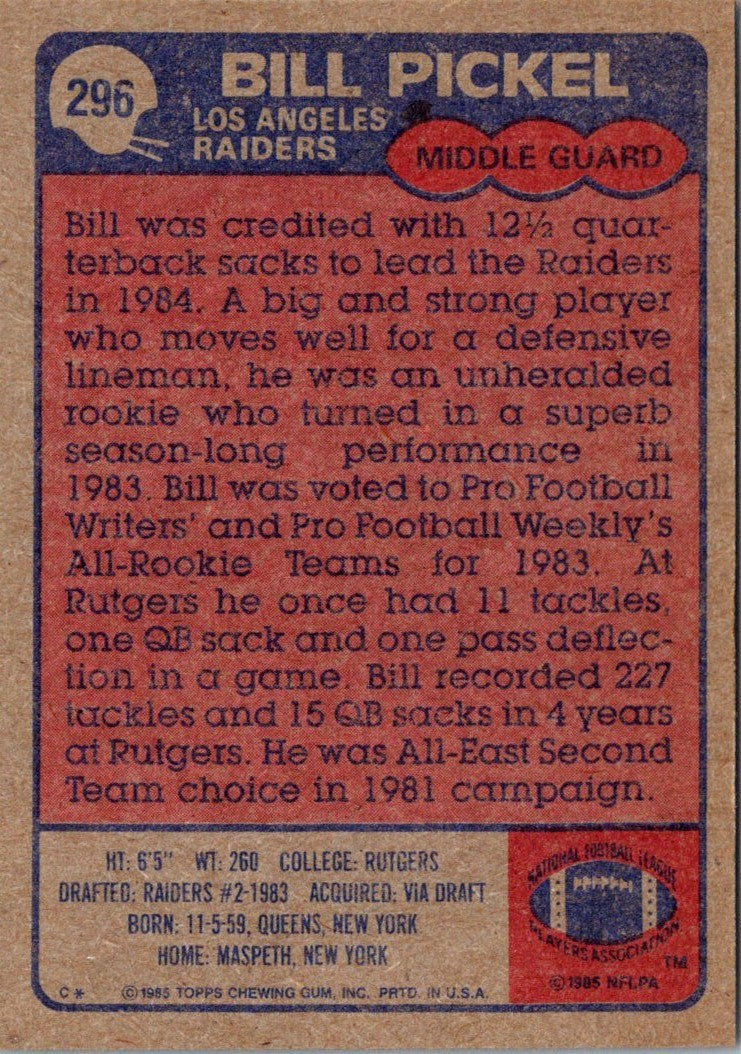 296
BILL PICKEL
LOS ANGELES
RAIDERS
MIDDLE GUARD
Bill was credited with 12½ quar-
terback sacks to lead the Raiders
in 1984. A big and strong player
who moves well for a defensive
lineman, he was an unheralded
rookie who turned in a superb
season-long performance in
1983. Bill was voted to Pro Football
Writers' and Pro Football Weekly's
All-Rookie Teams for 1983. At
Rutgers he once had 11 tackles,
one QB sack and one pass deflec-
tion in a game. Bill recorded 227
tackles and 15 QB sacks in 4 years
at Rutgers. He was All-East Second
Team choice in 1981 campaign.
HT: 6'5" WT: 260 COLLEGE: RUTGERS
DRAFTED: RAIDERS #2-1983 ACQUIRED: VIA DRAFT
BORN: 11-5-59, QUEENS, NEW YORK
HOME: MASPETH, NEW YORK
C* ©1985 TOPPS CHEWING GUM, INC. PRTD. IN U.S.A.
NATIONAL FOOTBALL LEAGUE
PLAYERS ASSOCIATION
TM
©1985 NFLPA